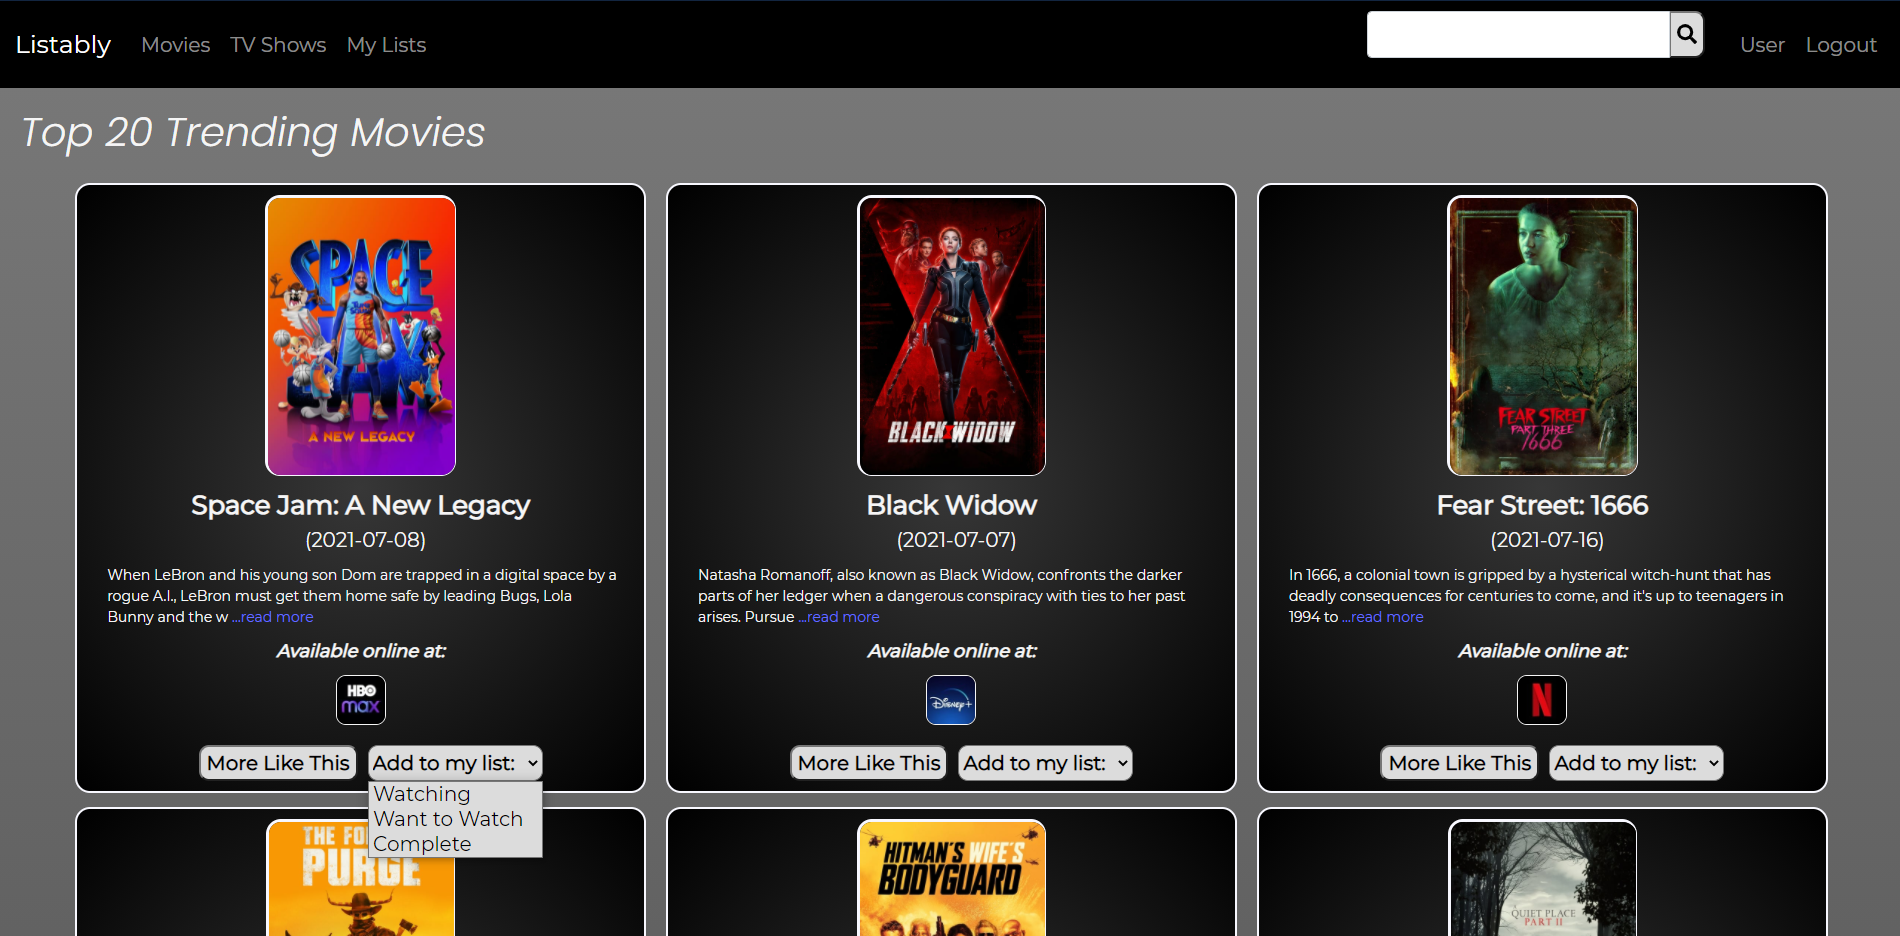 Listably Movies TV Shows My Lists User Logout
Top 20 Trending Movies
SPACE JAM
A NEW LEGACY
BLACK WIDOW
FEAR STREET
PART THREE
1666
Space Jam: A New Legacy
(2021-07-08)
When LeBron and his young son Dom are trapped in a digital space by a
rogue A.I., LeBron must get them home safe by leading Bugs, Lola
Bunny and the w ...read more
Available online at:
HBO
max
More Like This Add to my list:
Watching
Want to Watch
Complete
Black Widow
(2021-07-07)
Natasha Romanoff, also known as Black Widow, confronts the darker
parts of her ledger when a dangerous conspiracy with ties to her past
arises. Pursue ...read more
Available online at:
Disney+
More Like This Add to my list:
Fear Street: 1666
(2021-07-16)
In 1666, a colonial town is gripped by a hysterical witch-hunt that has
deadly consequences for centuries to come, and it's up to teenagers in
1994 to ...read more
Available online at:
N
More Like This Add to my list:
THE FO
PURGE
HITMAN'S WIFE'S
BODYGUARD
A QUIET PLACE
PART II